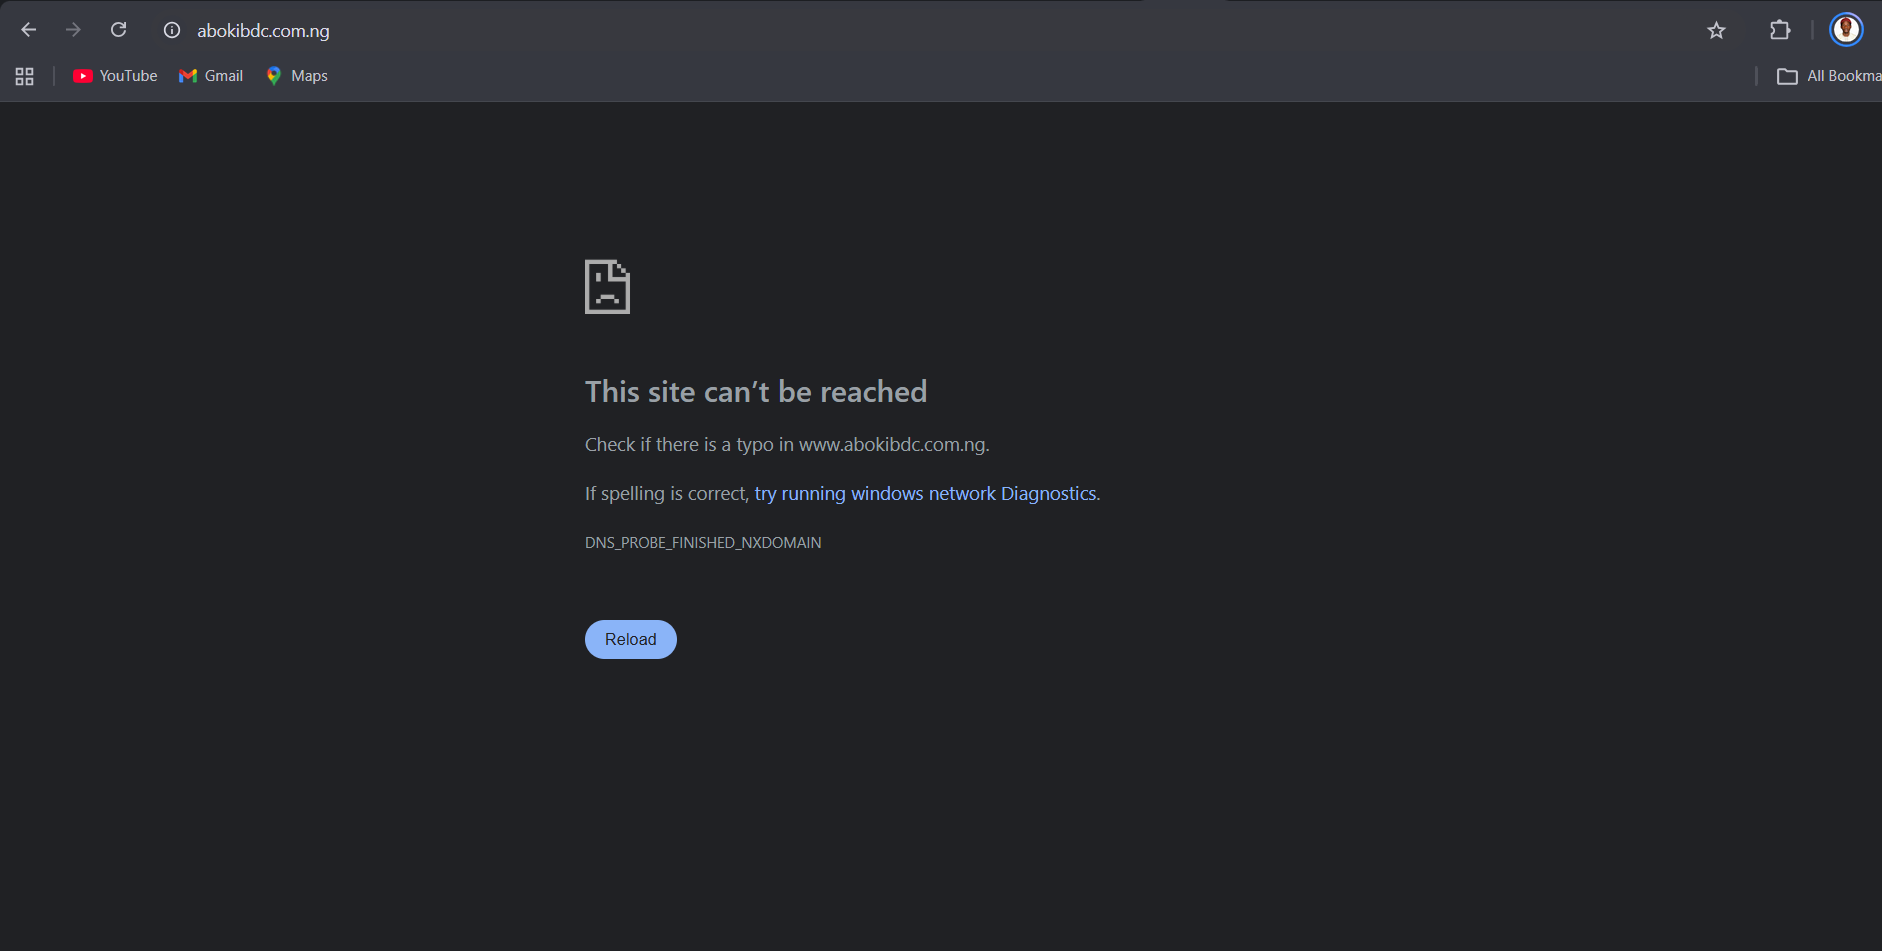 abokibdc.com.ng
YouTube Gmail Maps All Bookma
This site can’t be reached
Check if there is a typo in www.abokibdc.com.ng.
If spelling is correct, try running windows network Diagnostics.
DNS_PROBE_FINISHED_NXDOMAIN
Reload